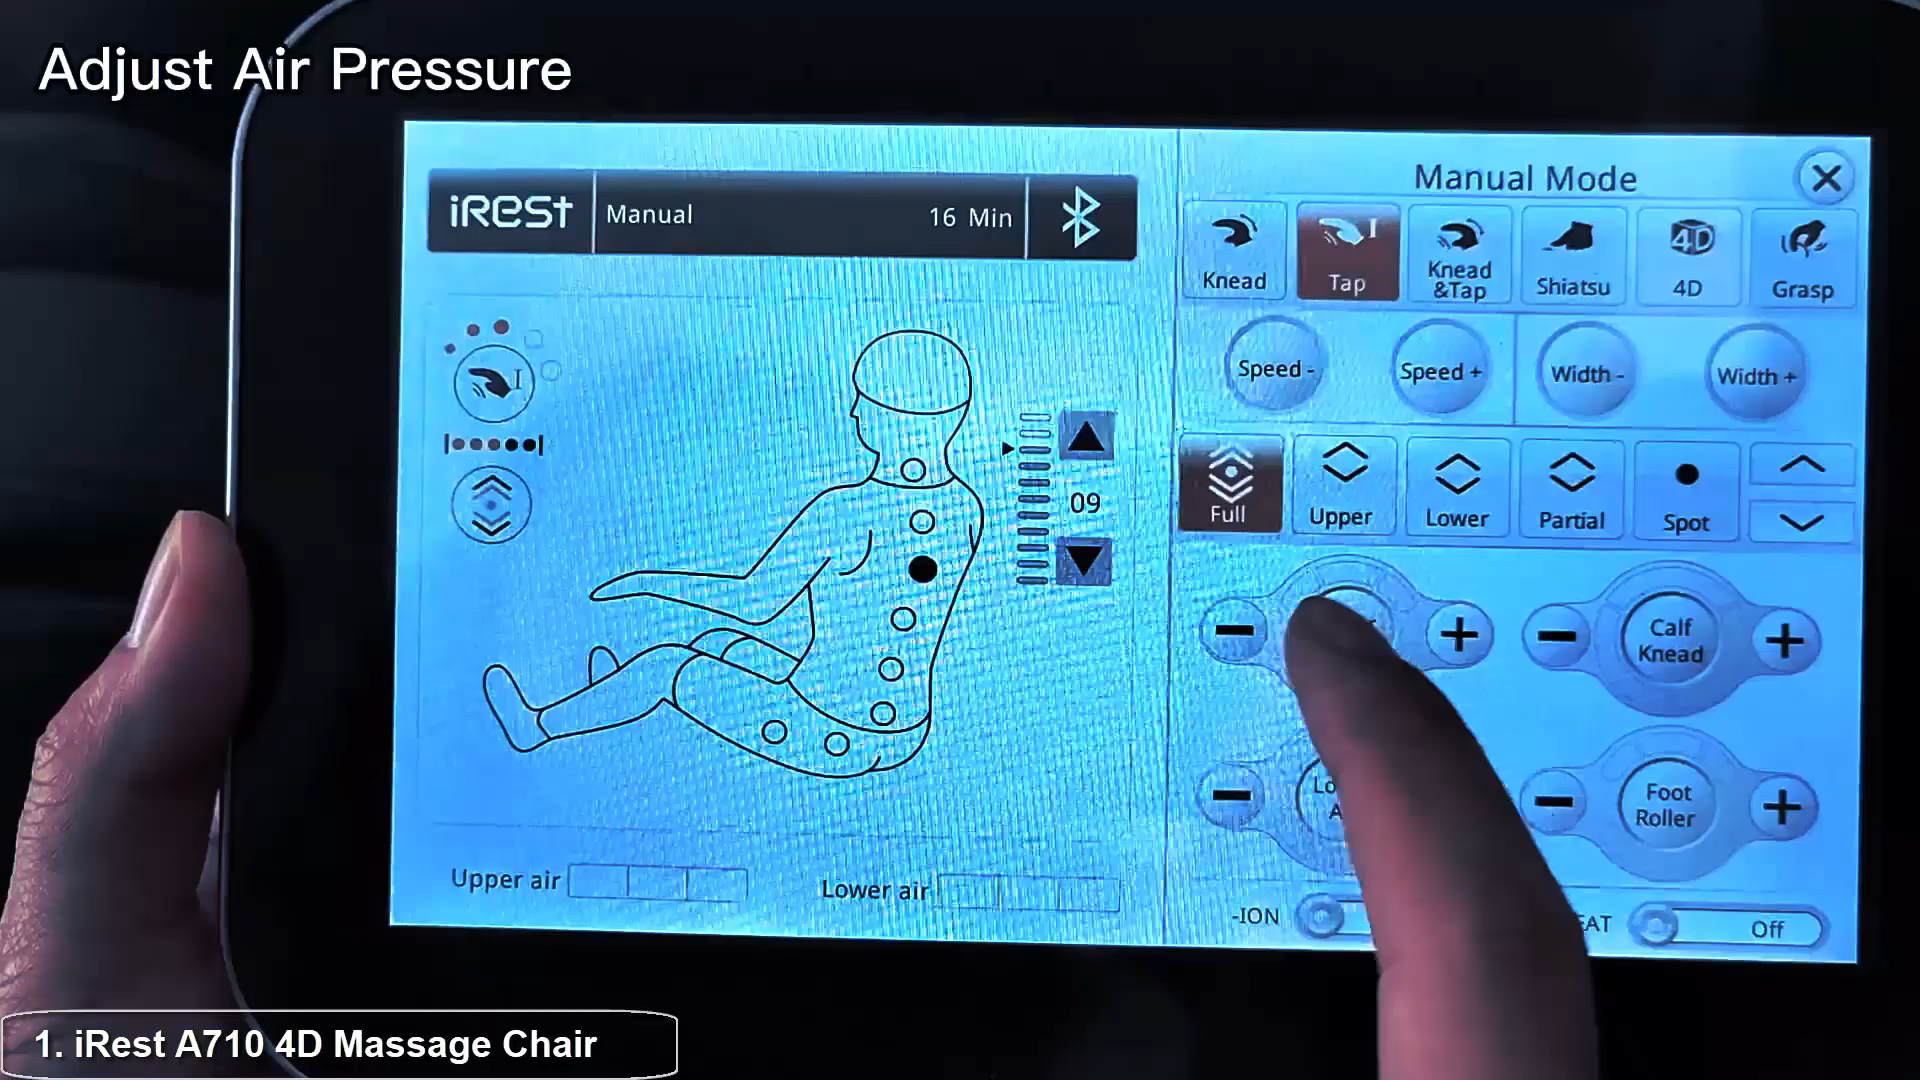 Adjust Air Pressure
iRest
Manual
16 Min
09
Upper air
Lower air
Manual Mode
Knead
Tap
Knead
&Tap
Shiatsu
4D
4D
Grasp
Speed -
Speed +
Width -
Width +
Full
Upper
Lower
Partial
Spot
Calf
Knead
Foot
Roller
-ION
Off
1. iRest A710 4D Massage Chair